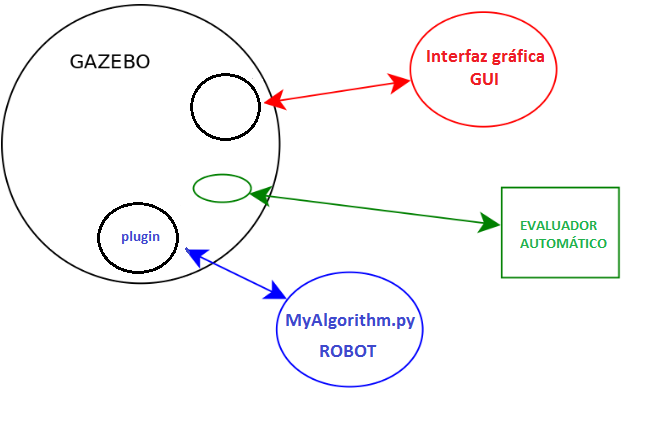 GAZEBO
Interfaz gráfica
GUI
plugin
EVALUADOR
AUTOMÁTICO
MyAlgorithm.py
ROBOT